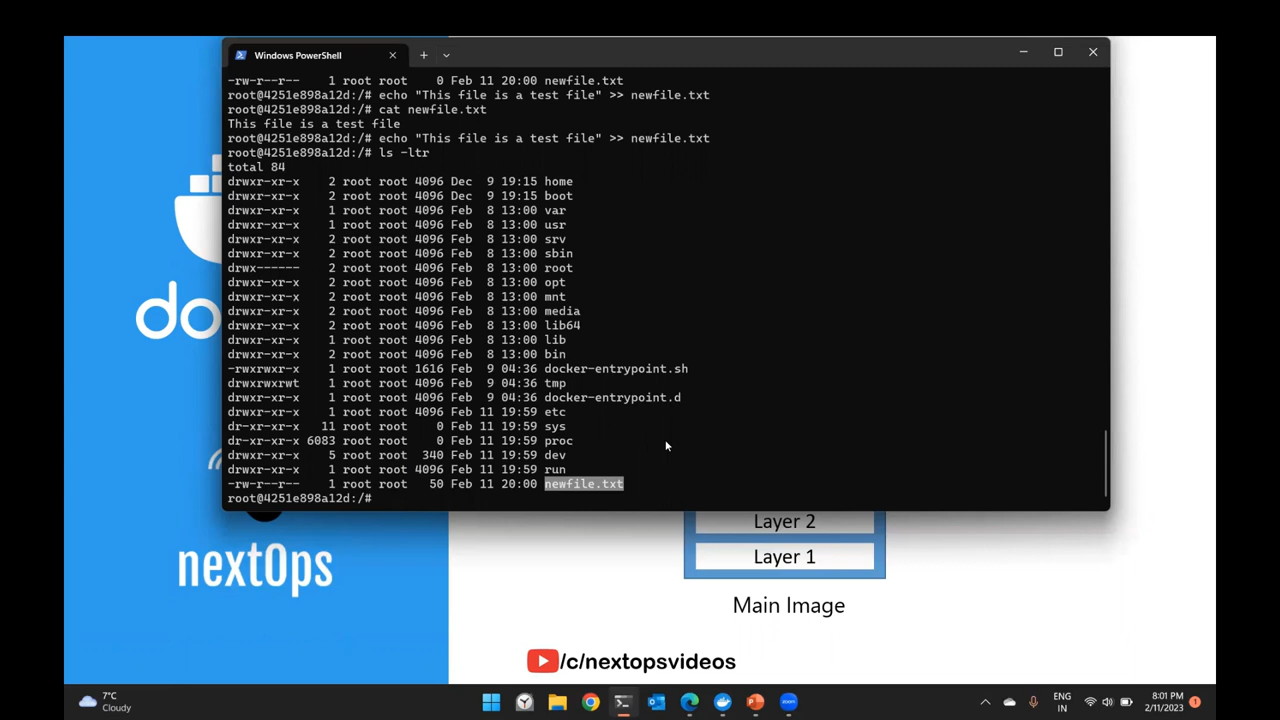 Windows PowerShell
-rw-r--r-- 1 root root 0 Feb 11 20:00 newfile.txt
root@4251e898a12d:/# echo "This file is a test file" >> newfile.txt
root@4251e898a12d:/# cat newfile.txt
This file is a test file
root@4251e898a12d:/# echo "This file is a test file" >> newfile.txt
root@4251e898a12d:/# ls -ltr
total 84
drwxr-xr-x 2 root root 4096 Dec 9 19:15 home
drwxr-xr-x 2 root root 4096 Dec 9 19:15 boot
drwxr-xr-x 1 root root 4096 Feb 8 13:00 var
drwxr-xr-x 1 root root 4096 Feb 8 13:00 usr
drwxr-xr-x 2 root root 4096 Feb 8 13:00 srv
drwxr-xr-x 2 root root 4096 Feb 8 13:00 sbin
drwx------ 2 root root 4096 Feb 8 13:00 root
drwxr-xr-x 2 root root 4096 Feb 8 13:00 opt
drwxr-xr-x 2 root root 4096 Feb 8 13:00 mnt
drwxr-xr-x 2 root root 4096 Feb 8 13:00 media
drwxr-xr-x 2 root root 4096 Feb 8 13:00 lib64
drwxr-xr-x 1 root root 4096 Feb 8 13:00 lib
drwxr-xr-x 2 root root 4096 Feb 8 13:00 bin
-rwxrwxr-x 1 root root 1616 Feb 9 04:36 docker-entrypoint.sh
drwxrwxrwt 1 root root 4096 Feb 9 04:36 tmp
drwxr-xr-x 1 root root 4096 Feb 9 04:36 docker-entrypoint.d
drwxr-xr-x 1 root root 4096 Feb 11 19:59 etc
dr-xr-xr-x 11 root root 0 Feb 11 19:59 sys
dr-xr-xr-x 6083 root root 0 Feb 11 19:59 proc
drwxr-xr-x 5 root root 340 Feb 11 19:59 dev
drwxr-xr-x 1 root root 4096 Feb 11 19:59 run
-rw-r--r-- 1 root root 50 Feb 11 20:00 newfile.txt
root@4251e898a12d:/#
do
nextOps
Layer 2
Layer 1
Main Image
/c/nextopsvideos
7°C
Cloudy
zoom
ENG
IN
8:01 PM
2/11/2023
1